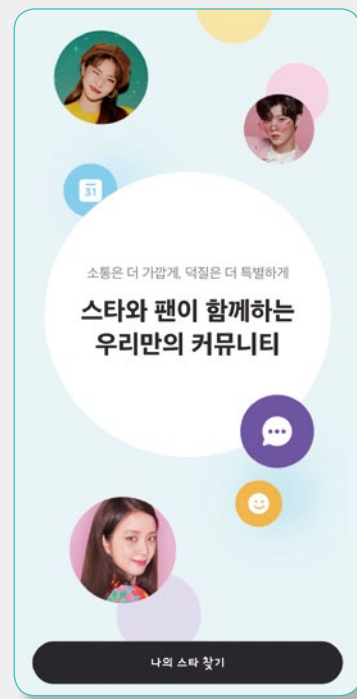 31
소통은 더 가깝게, 덕질은 더 특별하게
스타와 팬이 함께하는
우리만의 커뮤니티
나의 스타 찾기